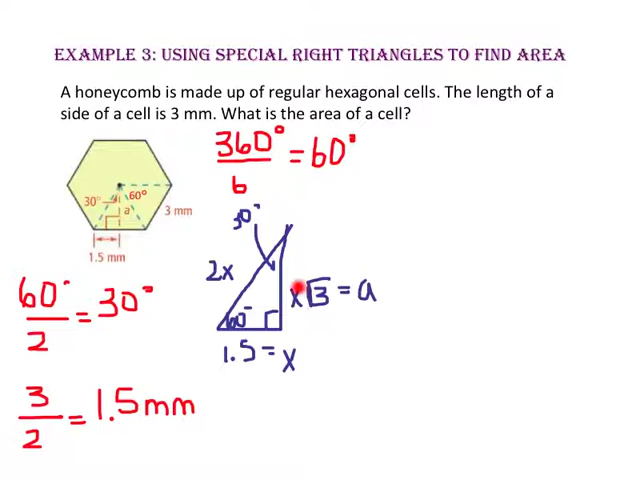 EXAMPLE 3: USING SPECIAL RIGHT TRIANGLES TO FIND AREA
A honeycomb is made up of regular hexagonal cells. The length of a
side of a cell is 3 mm. What is the area of a cell?
360°/6 = 60°
30° 60°
a
3 mm
1.5 mm
30°
2x
x√3 = a
60°
1.5 = x
60°/2 = 30°
3/2 = 1.5mm